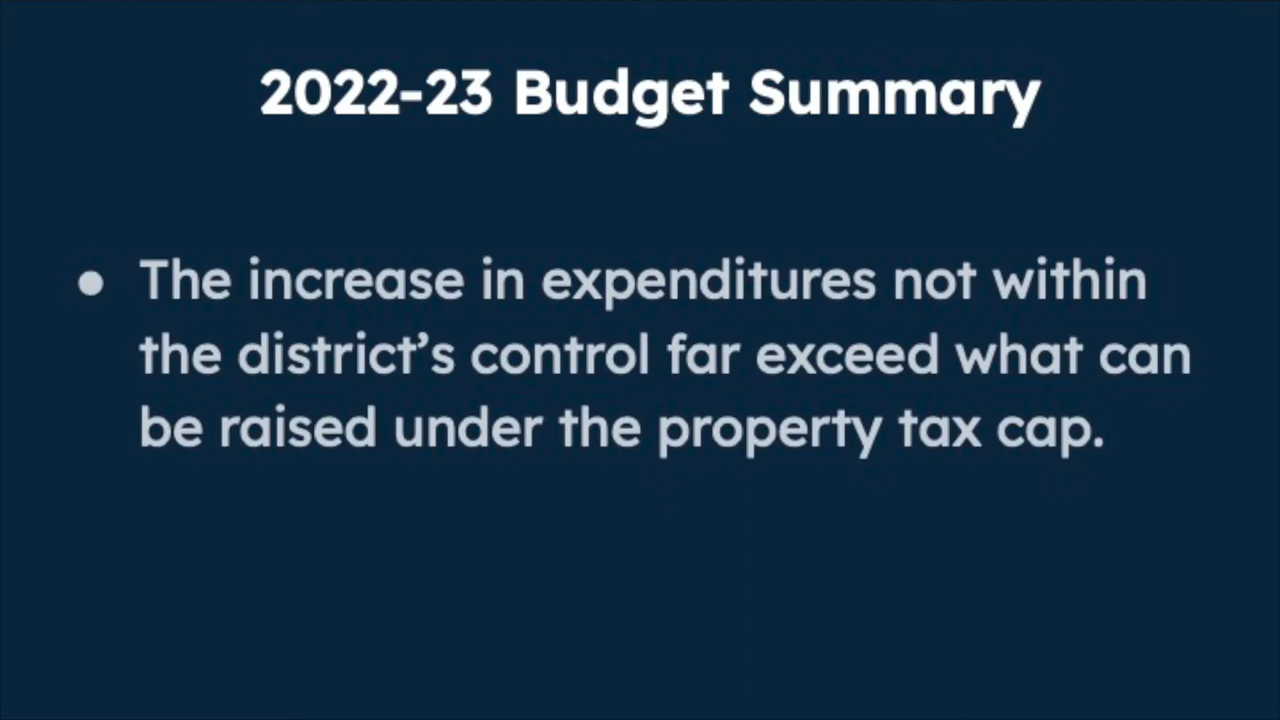 2022-23 Budget Summary
● The increase in expenditures not within
the district’s control far exceed what can
be raised under the property tax cap.